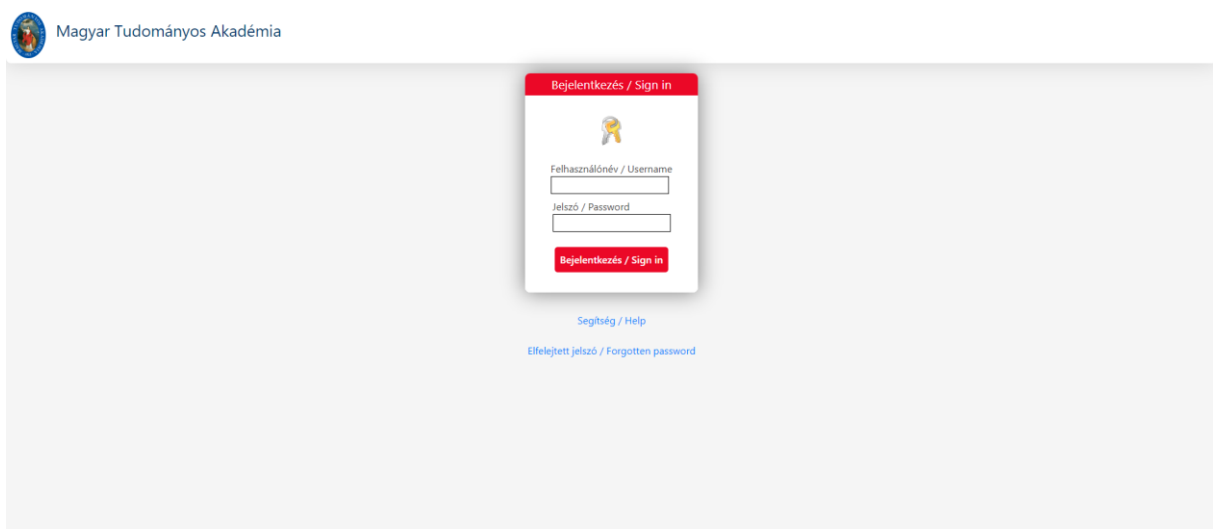 Magyar Tudományos Akadémia
Bejelentkezés / Sign in
Felhasználónév / Username
Jelszó / Password
Bejelentkezés / Sign in
Segítség / Help
Elfelejtett jelszó / Forgotten password